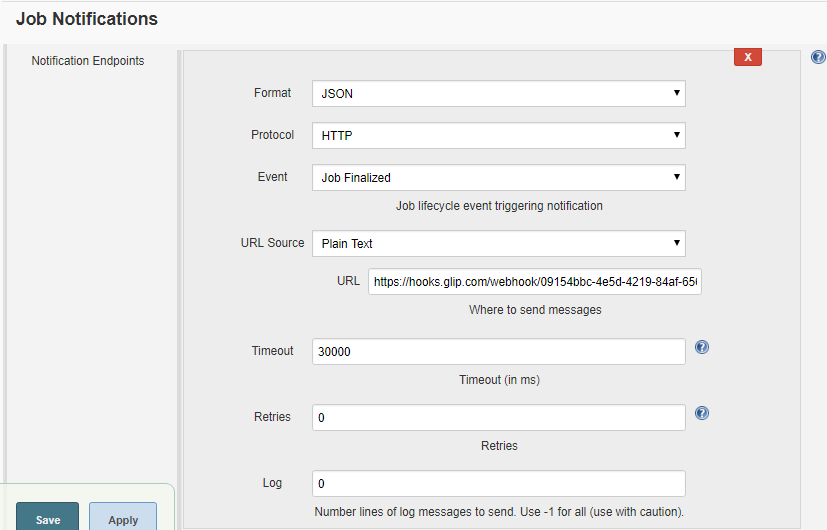 Job Notifications
Notification Endpoints
X
?
Format
JSON
Protocol
HTTP
Event
Job Finalized
Job lifecycle event triggering notification
URL Source
Plain Text
URL
https://hooks.glip.com/webhook/09154bbc-4e5d-4219-84af-65
Where to send messages
Timeout
30000
?
Timeout (in ms)
Retries
0
?
Retries
Log
0
Number lines of log messages to send. Use -1 for all (use with caution).
Save
Apply